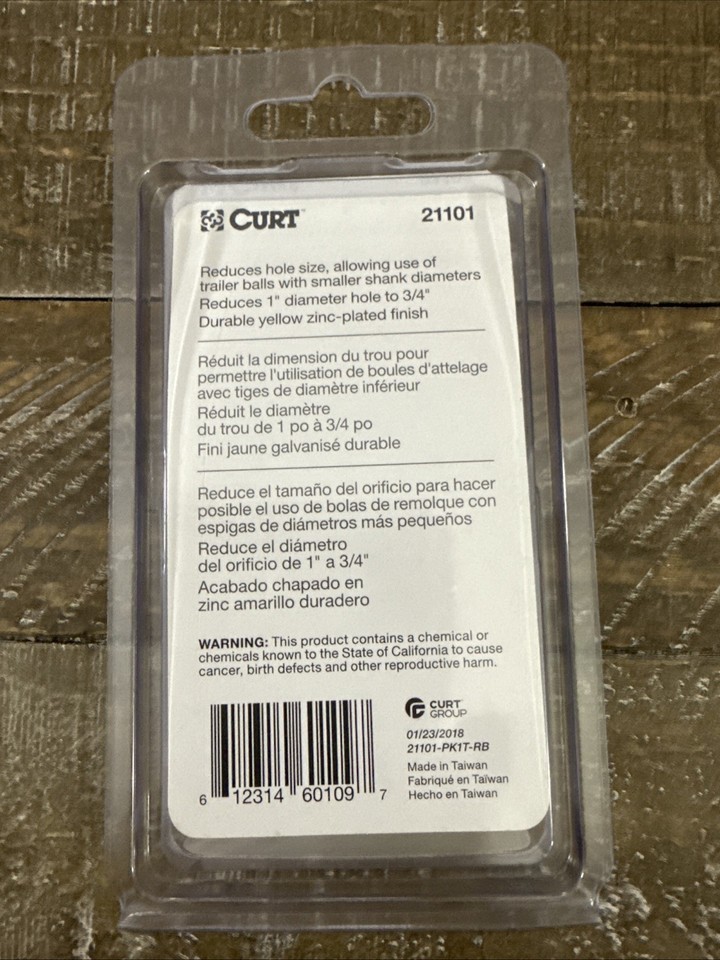 CURT 21101
Reduces hole size, allowing use of
trailer balls with smaller shank diameters
Reduces 1" diameter hole to 3/4"
Durable yellow zinc-plated finish
Réduit la dimension du trou pour
permettre l'utilisation de boules d'attelage
avec tiges de diamètre inférieur
Réduit le diamètre
du trou de 1 po à 3/4 po
Fini jaune galvanisé durable
Reduce el tamaño del orificio para hacer
posible el uso de bolas de remolque con
espigas de diámetros más pequeños
Reduce el diámetro
del orificio de 1" a 3/4"
Acabado chapado en
zinc amarillo duradero
WARNING: This product contains a chemical or
chemicals known to the State of California to cause
cancer, birth defects and other reproductive harm.
CURT
GROUP
01/23/2018
21101-PK1T-RB
Made in Taiwan
Fabriqué en Taïwan
Hecho en Taiwan
6 12314 60109 7